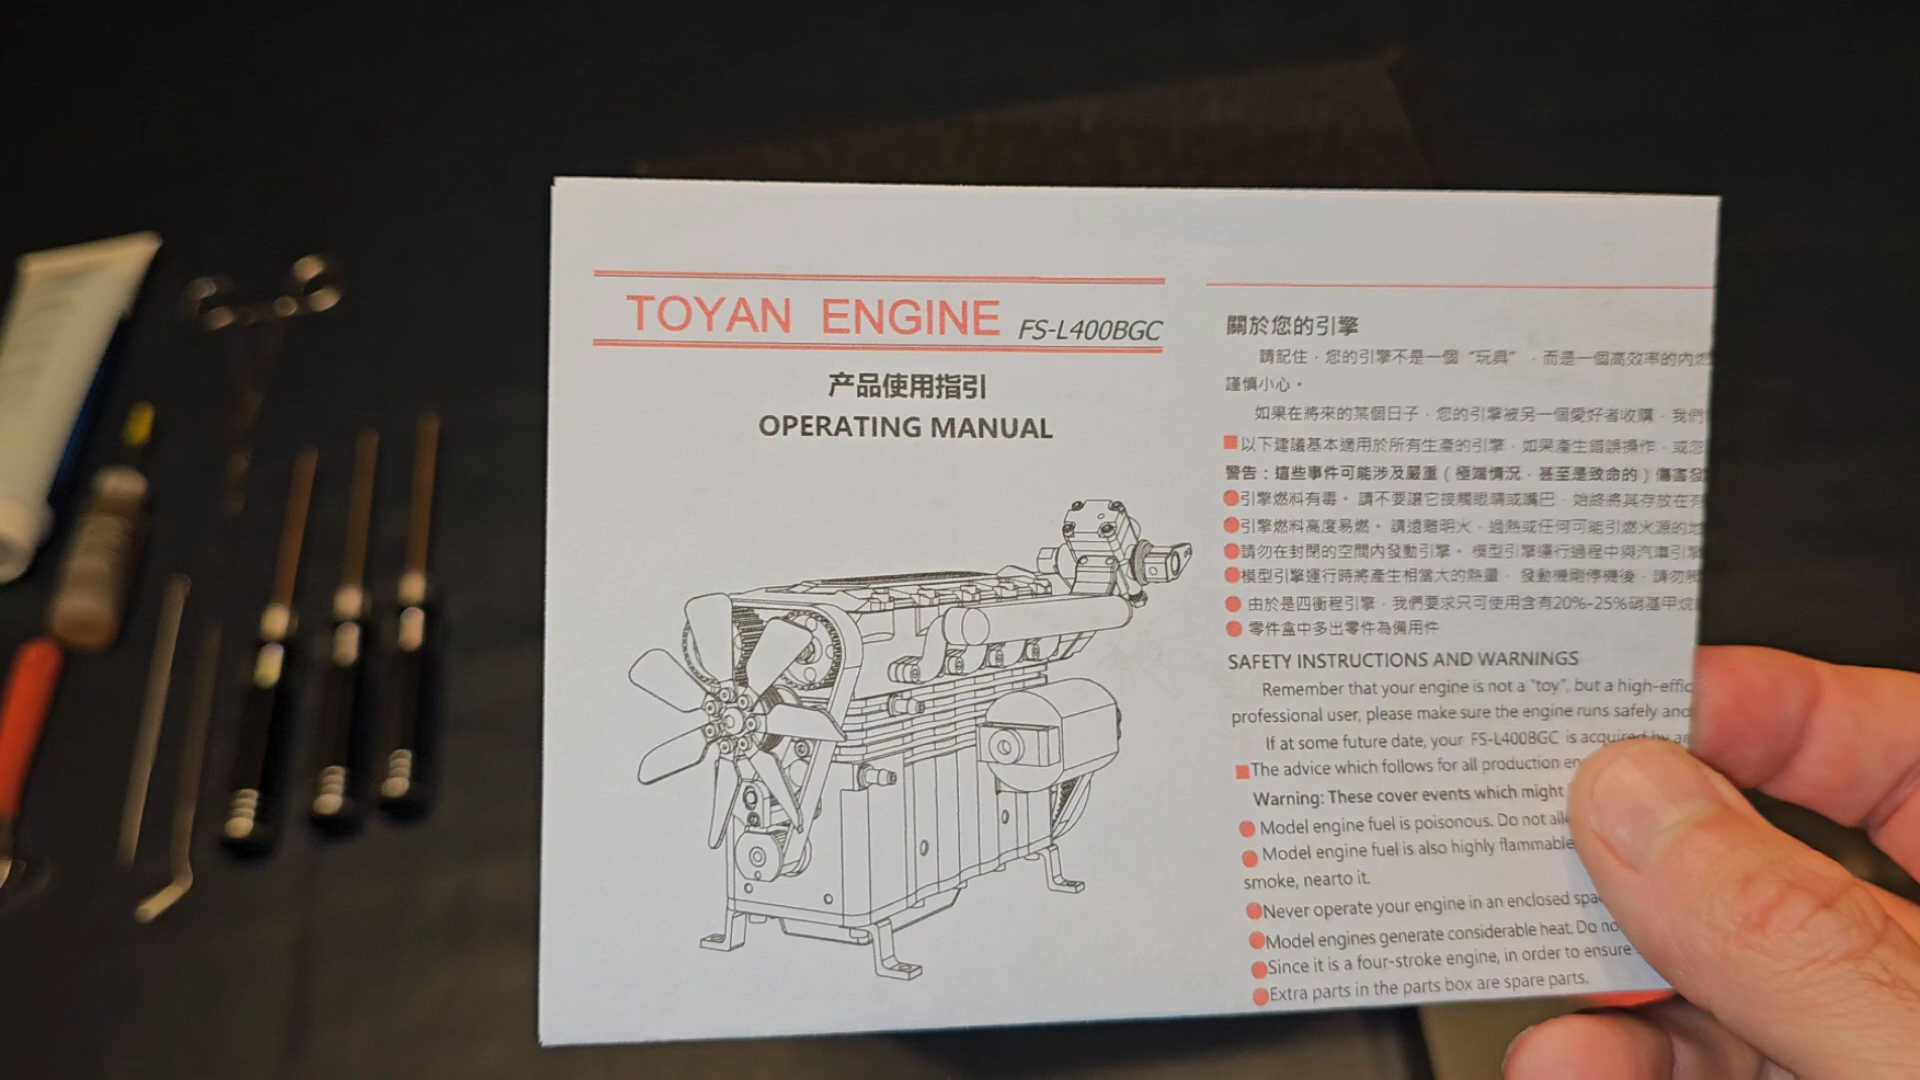 TOYAN ENGINE FS-L400BGC
产品使用指引
OPERATING MANUAL
關於您的引擎
請記住，您的引擎不是一個“玩具”，而是一個高效率的內燃
謹慎小心。
如果在將來的某個日子，您的引擎被另一個愛好者收購，我們
以下建議基本適用於所有生產的引擎，如果產生錯誤操作，或您
警告：這些事件可能涉及嚴重（極端情況，甚至是致命的）傷害發
引擎燃料有毒。請不要讓它接觸眼睛或嘴巴，始終將其存放在有
引擎燃料高度易燃。請遠離明火，過熱或任何可能引燃火源的地
請勿在封閉的空間內發動引擎。模型引擎運行過程中與汽車引擎
模型引擎運行時將產生相當大的熱量，發動機剛停機後，請勿觸
由於是四衝程引擎，我們要求只可使用含有20%-25%硝基甲烷
零件盒中多出零件為備用件
SAFETY INSTRUCTIONS AND WARNINGS
Remember that your engine is not a "toy", but a high-effic
professional user, please make sure the engine runs safely and
If at some future date, your FS-L400BGC is acquired by an
The advice which follows for all production en
Warning: These cover events which might
Model engine fuel is poisonous. Do not allo
Model engine fuel is also highly flammable
smoke, nearto it.
Never operate your engine in an enclosed spa
Model engines generate considerable heat. Do no
Since it is a four-stroke engine, in order to ensure
Extra parts in the parts box are spare parts.